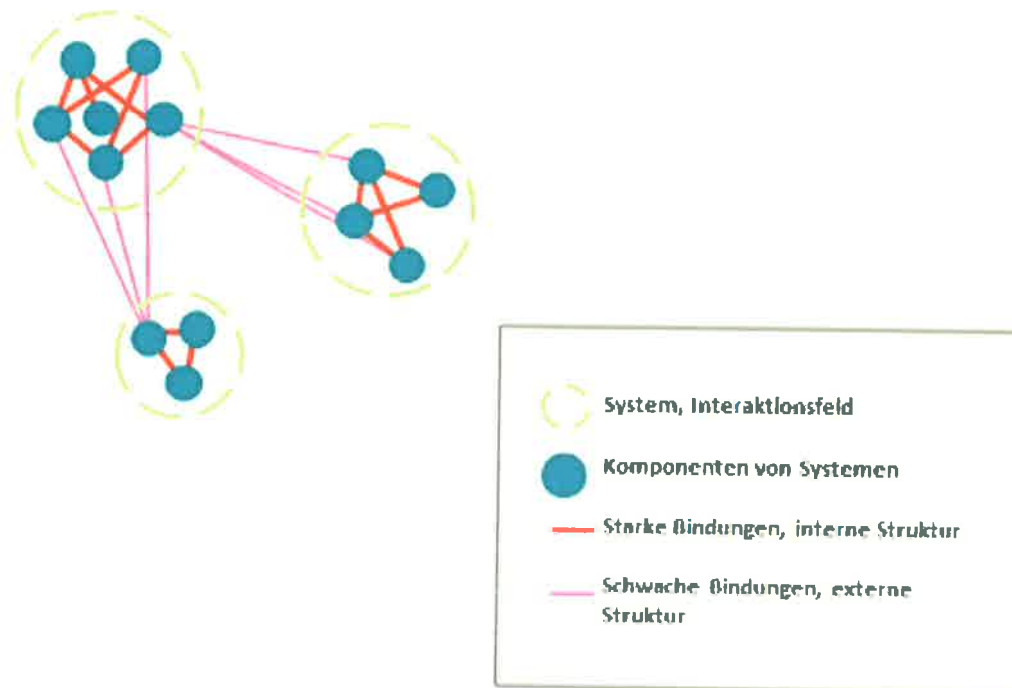 System, Interaktionsfeld
Komponenten von Systemen
Starke Bindungen, interne Struktur
Schwache Bindungen, externe
Struktur